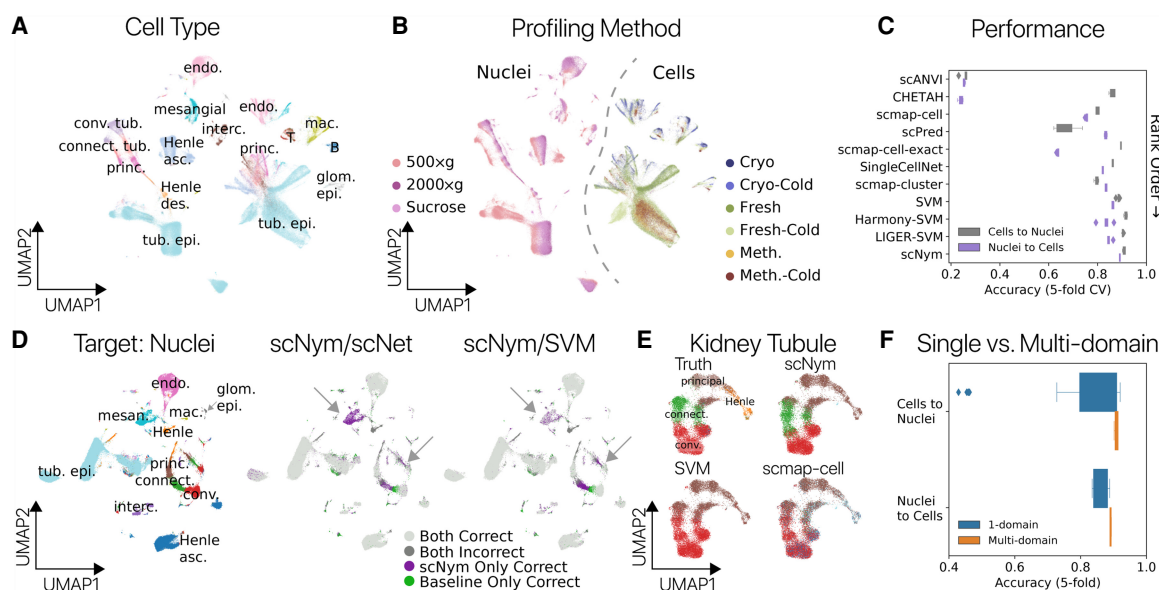 A Cell Type
endo.
mesangial
endo.
conv. tub.
interc.
mac.
T
connect. tub.
Henle
asc.
princ.
B
princ.
Henle
des.
glom.
epi.
tub. epi.
tub. epi.
UMAP2
UMAP1
B Profiling Method
Nuclei
Cells
500×g
2000×g
Sucrose
Cryo
Cryo-Cold
Fresh
Fresh-Cold
Meth.
Meth.-Cold
UMAP2
UMAP1
C Performance
scANVI
CHETAH
scmap-cell
scPred
scmap-cell-exact
SingleCellNet
scmap-cluster
SVM
Harmony-SVM
LIGER-SVM
scNym
Cells to Nuclei
Nuclei to Cells
0.2 0.4 0.6 0.8 1.0
Accuracy (5-fold CV)
Rank Order →
D Target: Nuclei
scNym/scNet
scNym/SVM
endo.
glom.
epi.
mesan.
mac.
Henle
tub. epi.
princ.
connect.
conv.
interc.
Henle
asc.
UMAP2
UMAP1
Both Correct
Both Incorrect
scNym Only Correct
Baseline Only Correct
E Kidney Tubule
Truth
scNym
principal
Henle
connect.
conv.
SVM
scmap-cell
UMAP2
UMAP1
F Single vs. Multi-domain
Cells to
Nuclei
Nuclei
to Cells
1-domain
Multi-domain
0.4 0.6 0.8 1.0
Accuracy (5-fold)